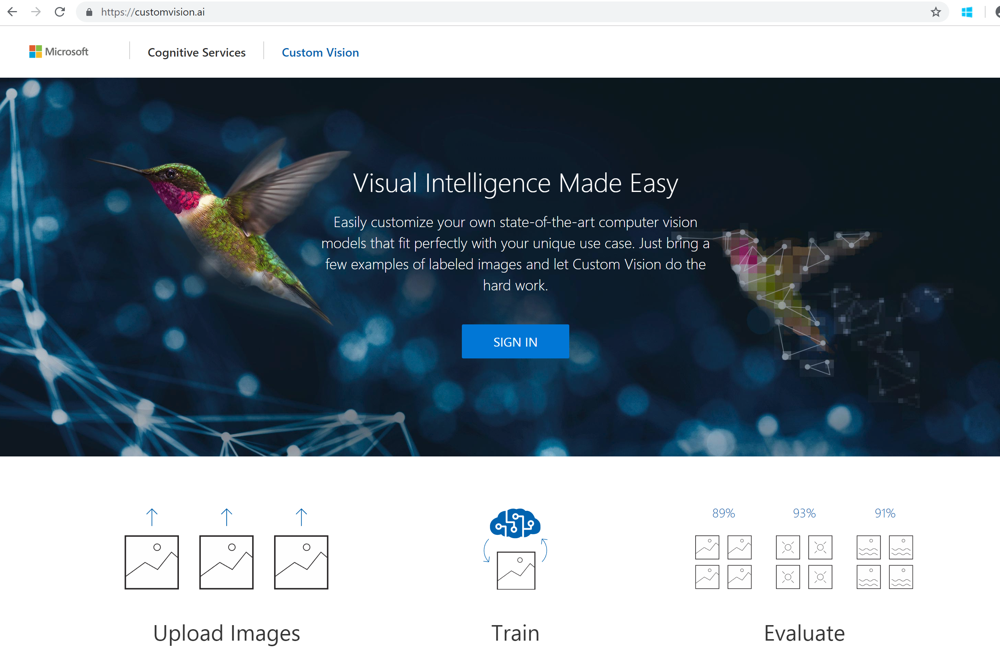 https://customvision.ai
Microsoft
Cognitive Services
Custom Vision
Visual Intelligence Made Easy
Easily customize your own state-of-the-art computer vision
models that fit perfectly with your unique use case. Just bring a
few examples of labeled images and let Custom Vision do the
hard work.
SIGN IN
89%
93%
91%
Upload Images
Train
Evaluate